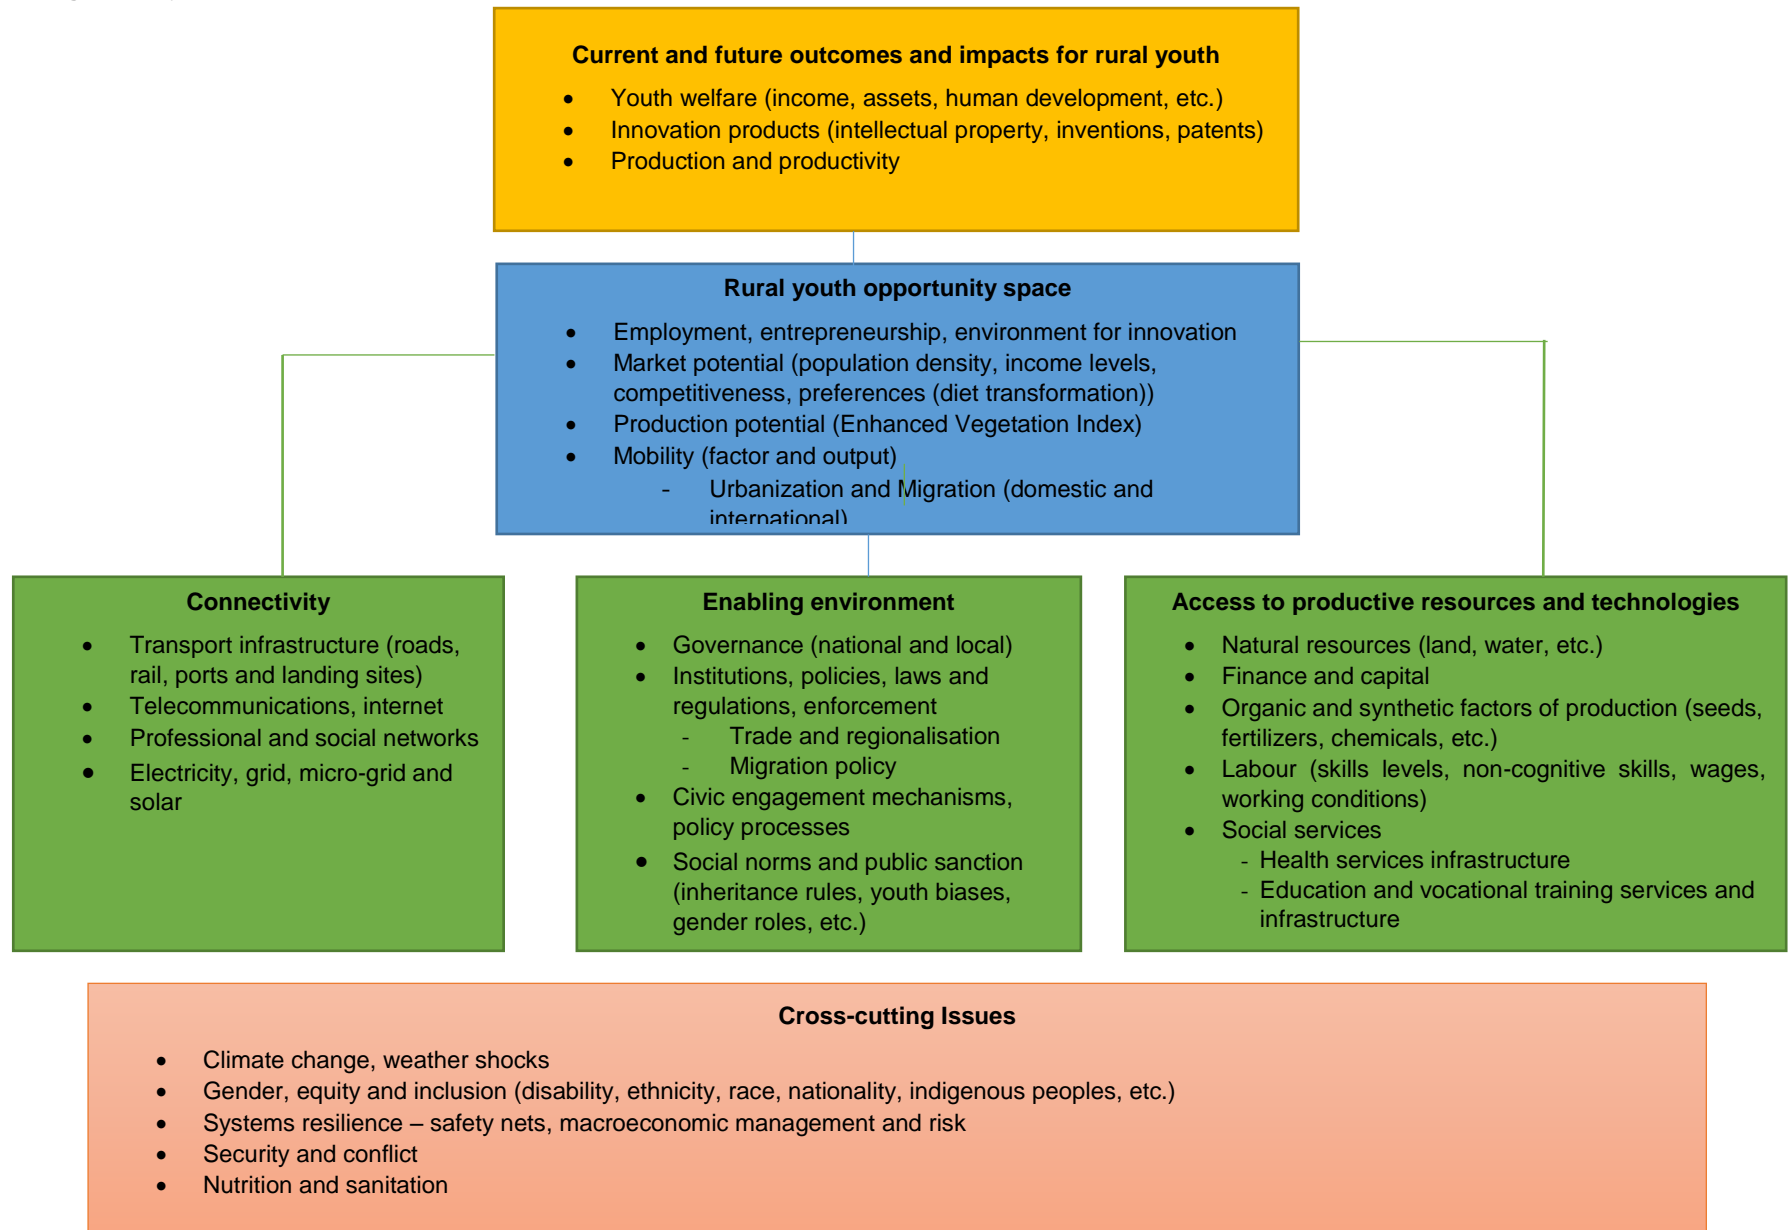 Current and future outcomes and impacts for rural youth
• Youth welfare (income, assets, human development, etc.)
• Innovation products (intellectual property, inventions, patents)
• Production and productivity
Rural youth opportunity space
• Employment, entrepreneurship, environment for innovation
• Market potential (population density, income levels,
competitiveness, preferences (diet transformation))
• Production potential (Enhanced Vegetation Index)
• Mobility (factor and output)
- Urbanization and Migration (domestic and
international)
Connectivity
• Transport infrastructure (roads,
rail, ports and landing sites)
• Telecommunications, internet
• Professional and social networks
• Electricity, grid, micro-grid and
solar
Enabling environment
• Governance (national and local)
• Institutions, policies, laws and
regulations, enforcement
- Trade and regionalisation
- Migration policy
• Civic engagement mechanisms,
policy processes
• Social norms and public sanction
(inheritance rules, youth biases,
gender roles, etc.)
Access to productive resources and technologies
• Natural resources (land, water, etc.)
• Finance and capital
• Organic and synthetic factors of production (seeds,
fertilizers, chemicals, etc.)
• Labour (skills levels, non-cognitive skills, wages,
working conditions)
• Social services
- Health services infrastructure
- Education and vocational training services and
infrastructure
Cross-cutting Issues
• Climate change, weather shocks
• Gender, equity and inclusion (disability, ethnicity, race, nationality, indigenous peoples, etc.)
• Systems resilience – safety nets, macroeconomic management and risk
• Security and conflict
• Nutrition and sanitation